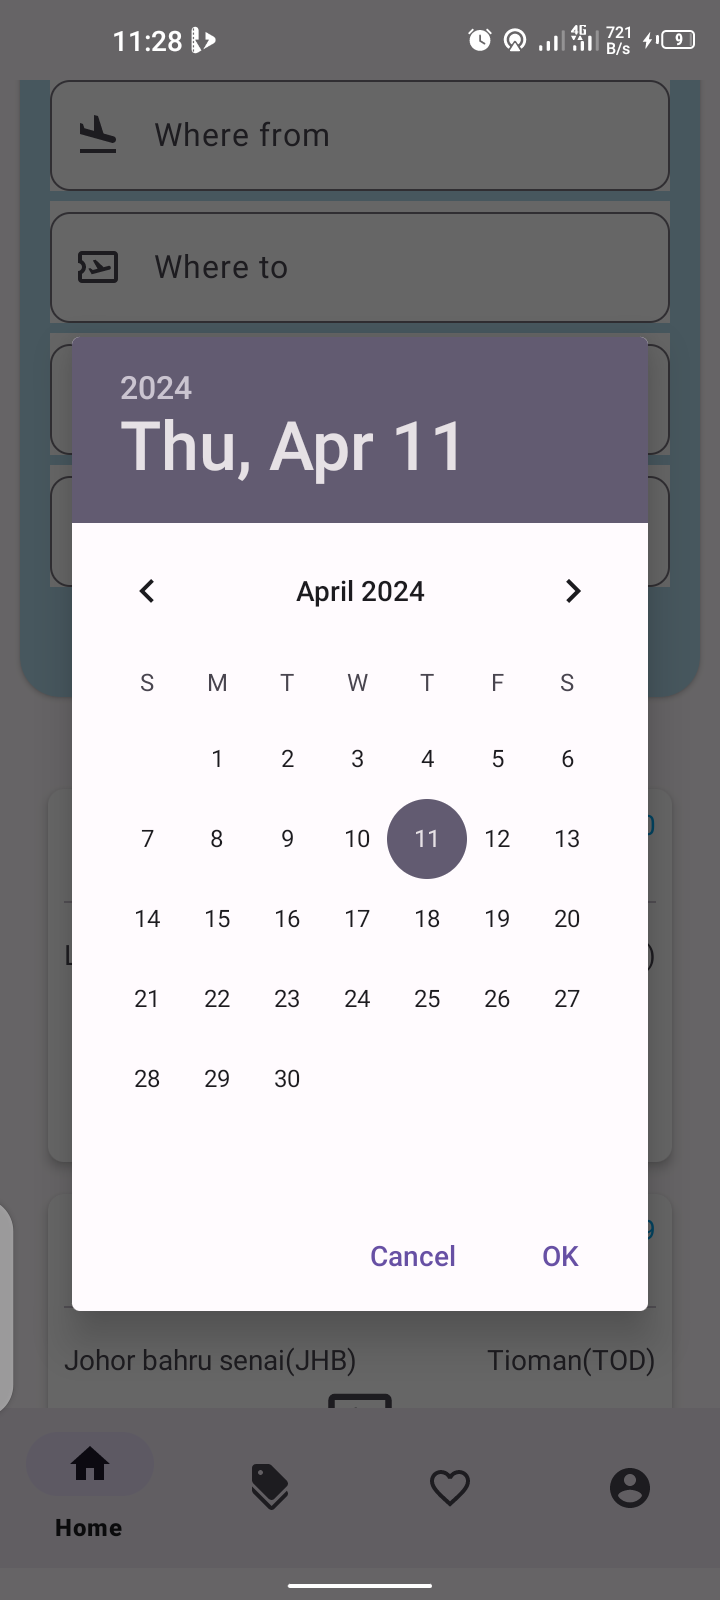 11:28
4G
721
B/s
9
Where from
Where to
2024
Thu, Apr 11
April 2024
S M T W T F S
1 2 3 4 5 6
7 8 9 10 11 12 13
14 15 16 17 18 19 20
21 22 23 24 25 26 27
28 29 30
Cancel OK
Johor bahru senai(JHB) Tioman(TOD)
Home